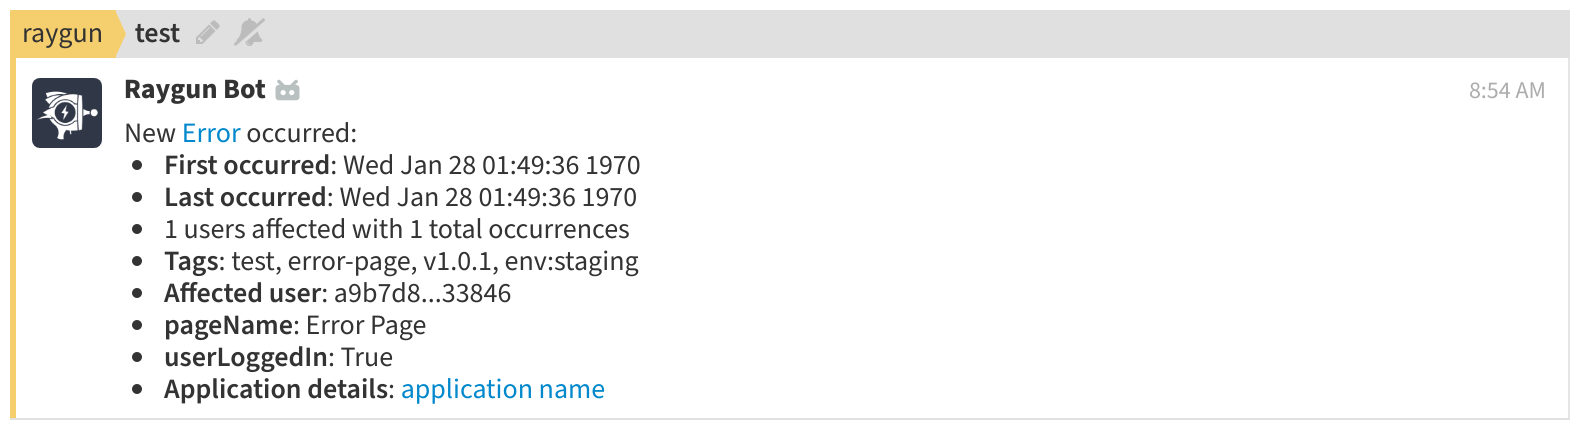 raygun test
Raygun Bot 8:54 AM
New Error occurred:
• First occurred: Wed Jan 28 01:49:36 1970
• Last occurred: Wed Jan 28 01:49:36 1970
• 1 users affected with 1 total occurrences
• Tags: test, error-page, v1.0.1, env:staging
• Affected user: a9b7d8...33846
• pageName: Error Page
• userLoggedIn: True
• Application details: application name